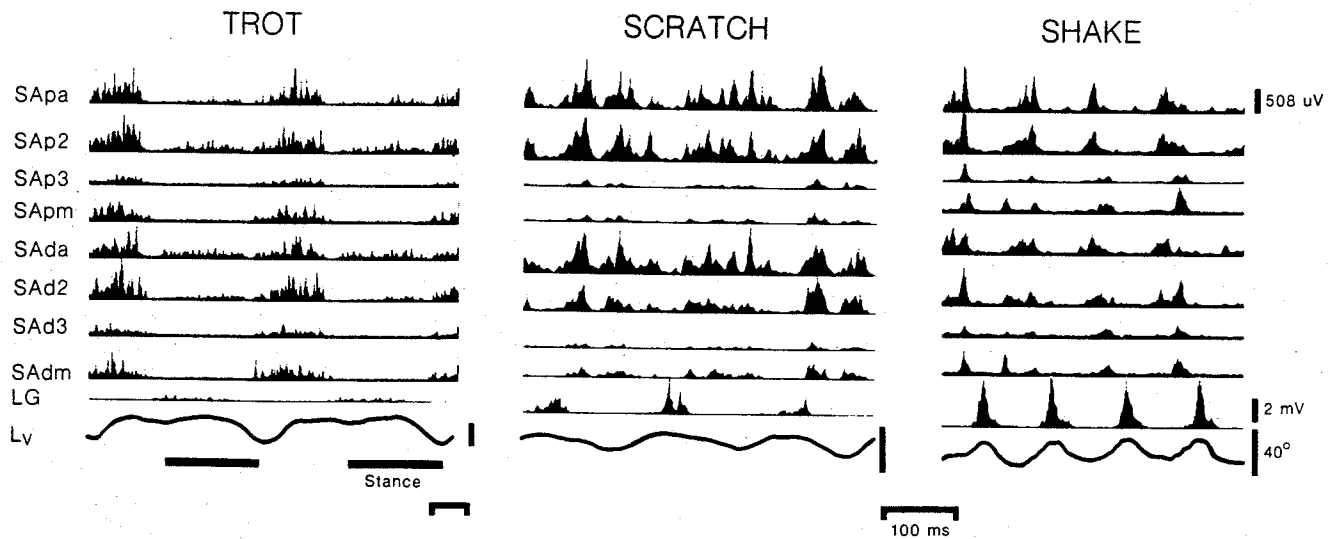 TROT
SCRATCH
SHAKE
SApa
508 uV
SAp2
SAp3
SApm
SAda
SAd2
SAd3
SAdm
LG
2 mV
Lv
40°
Stance
100 ms